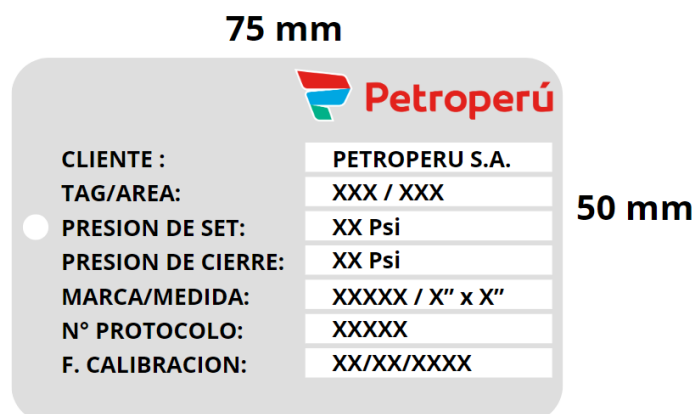 75 mm
Petroperú
CLIENTE : PETROPERU S.A.
TAG/AREA: XXX / XXX
50 mm
PRESION DE SET: XX Psi
PRESION DE CIERRE: XX Psi
MARCA/MEDIDA: XXXXX / X” x X”
N° PROTOCOLO: XXXXX
F. CALIBRACION: XX/XX/XXXX